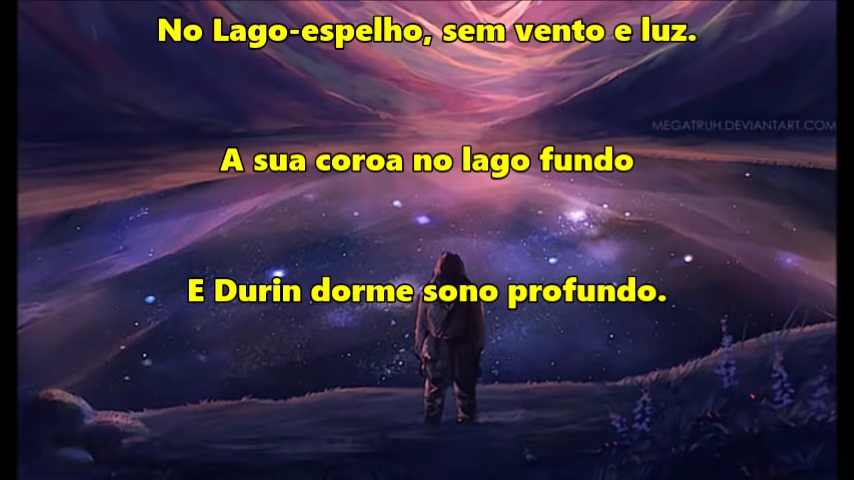 No Lago-espelho, sem vento e luz.
MEGATRUH.DEVIANTART.COM
A sua coroa no lago fundo
E Durin dorme sono profundo.